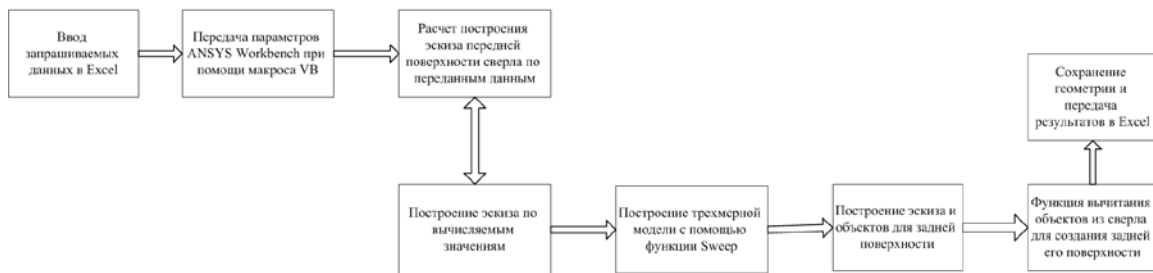 Ввод
запрашиваемых
данных в Excel
Передача параметров
ANSYS Workbench при
помощи макроса VB
Расчет построения
эскиза передней
поверхности сверла по
переданным данным
Построение эскиза по
вычисляемым
значениям
Построение трехмерной
модели с помощью
функции Sweep
Построение эскиза и
объектов для задней
поверхности
Функция вычитания
объектов из сверла
для создания задней
его поверхности
Сохранение
геометрии и
передача
результатов в Excel